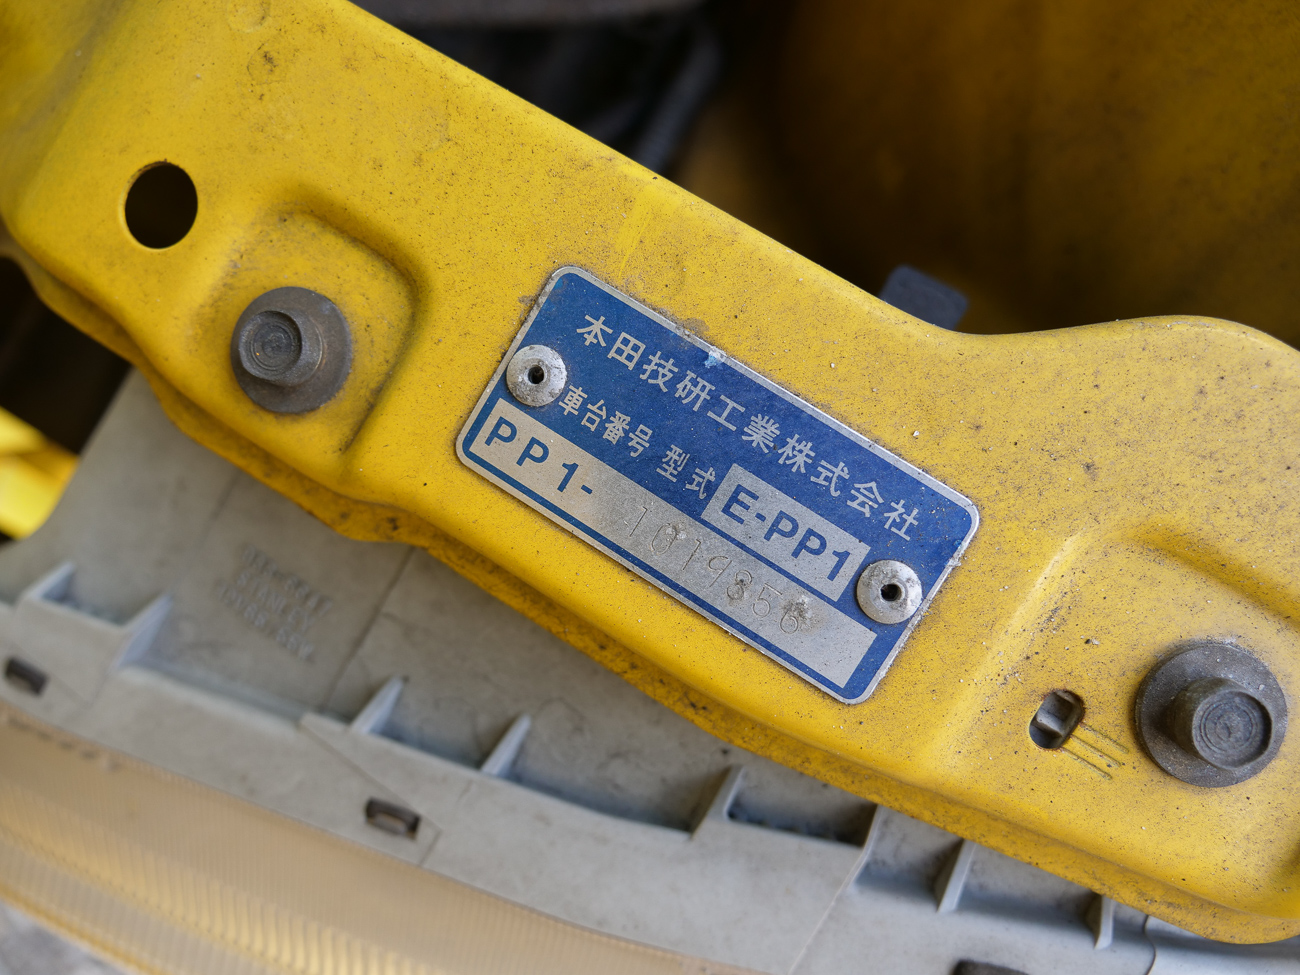 本田技研工業株式会社
車台番号 型式 E-PP1
PP1- 1019356